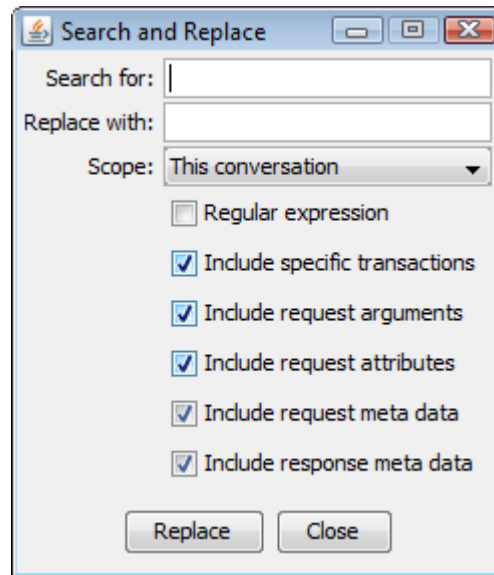 Search and Replace
Search for:
Replace with:
Scope: This conversation
Regular expression
Include specific transactions
Include request arguments
Include request attributes
Include request meta data
Include response meta data
Replace Close